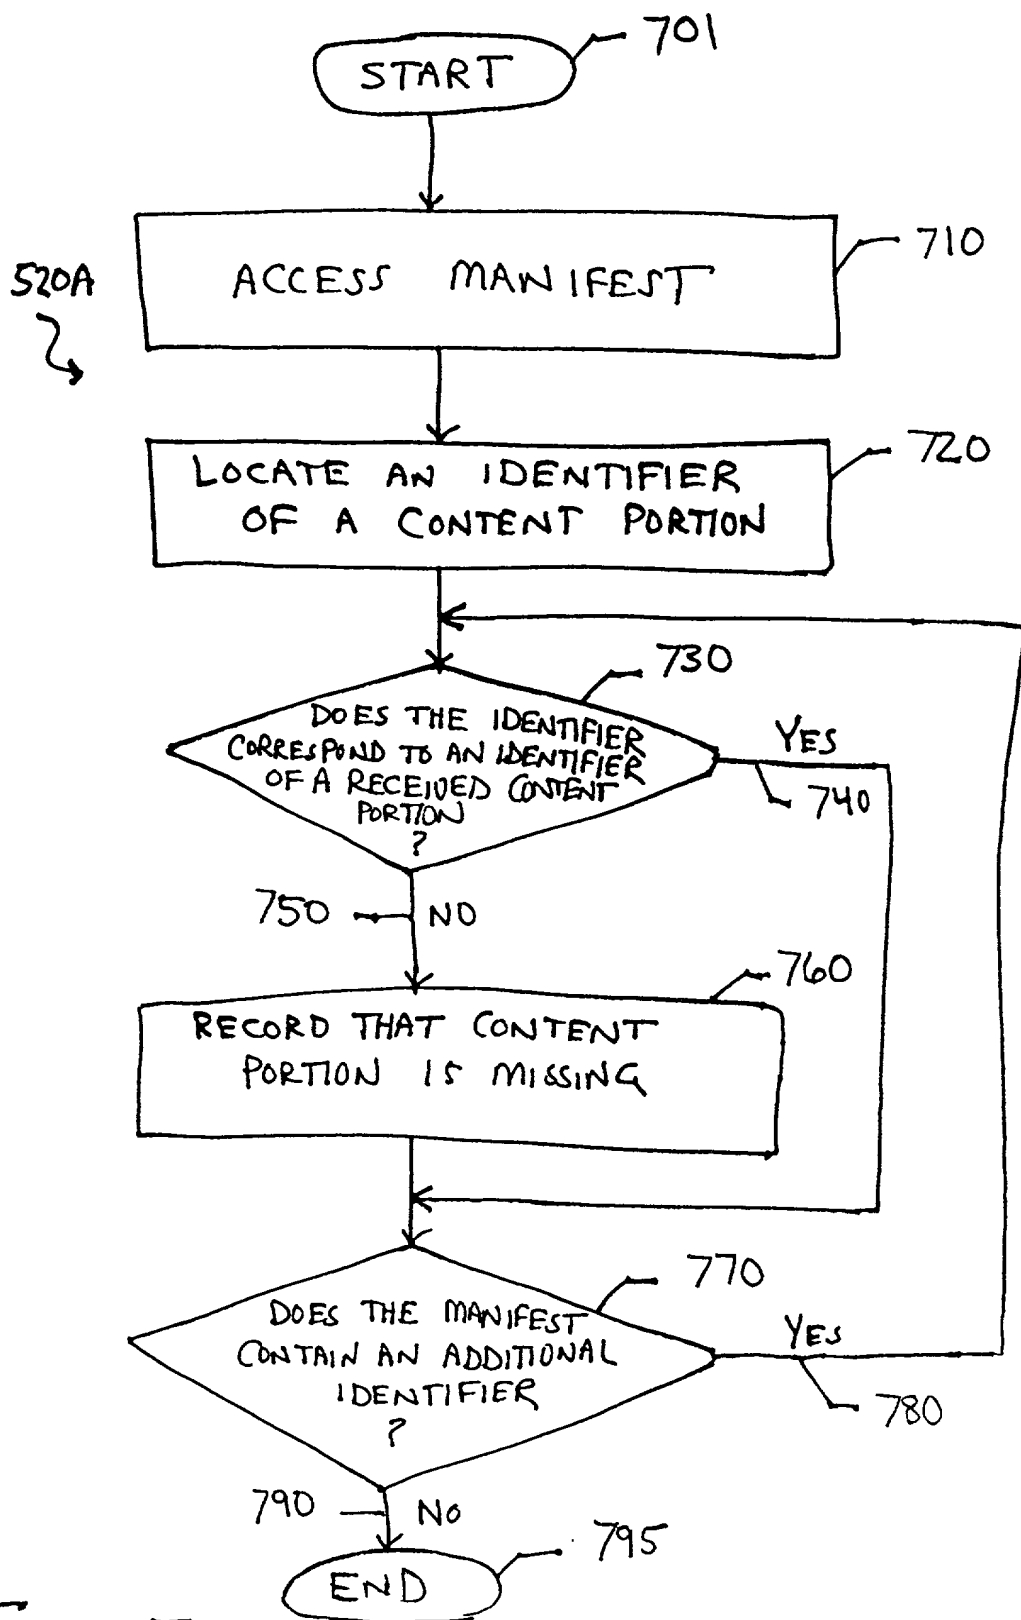 START
701
ACCESS MANIFEST
710
520A
LOCATE AN IDENTIFIER
OF A CONTENT PORTION
720
730
DOES THE IDENTIFIER
CORRESPOND TO AN IDENTIFIER
OF A RECEIVED CONTENT
PORTION
?
YES
740
750
NO
760
RECORD THAT CONTENT
PORTION IS MISSING
770
DOES THE MANIFEST
CONTAIN AN ADDITIONAL
IDENTIFIER
?
YES
780
790
NO
795
END